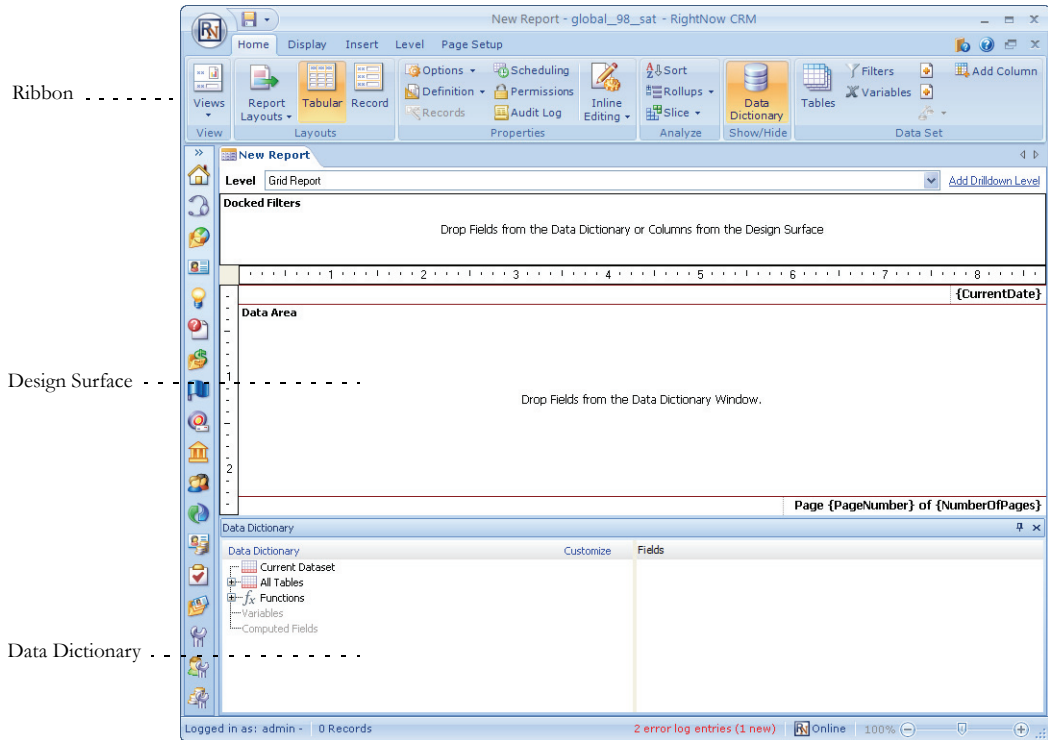 New Report - global_98_sat - RightNow CRM
RN
Home Display Insert Level Page Setup
Ribbon
Views
Report Layouts
Tabular
Record
Options
Definition
Records
Scheduling
Permissions
Audit Log
Inline Editing
Sort
Rollups
Slice
Data Dictionary
Tables
Filters
Variables
Add Column
View Layouts Properties Analyze Show/Hide Data Set
New Report
Level Grid Report Add Drilldown Level
Docked Filters
Drop Fields from the Data Dictionary or Columns from the Design Surface
1 2 3 4 5 6 7 8
{CurrentDate}
Data Area
1
Design Surface
Drop Fields from the Data Dictionary Window.
2
Page {PageNumber} of {NumberOfPages}
Data Dictionary
Data Dictionary Customize Fields
Current Dataset
All Tables
fx Functions
Variables
Computed Fields
Data Dictionary
Logged in as: admin - 0 Records 2 error log entries (1 new) RN Online 100%